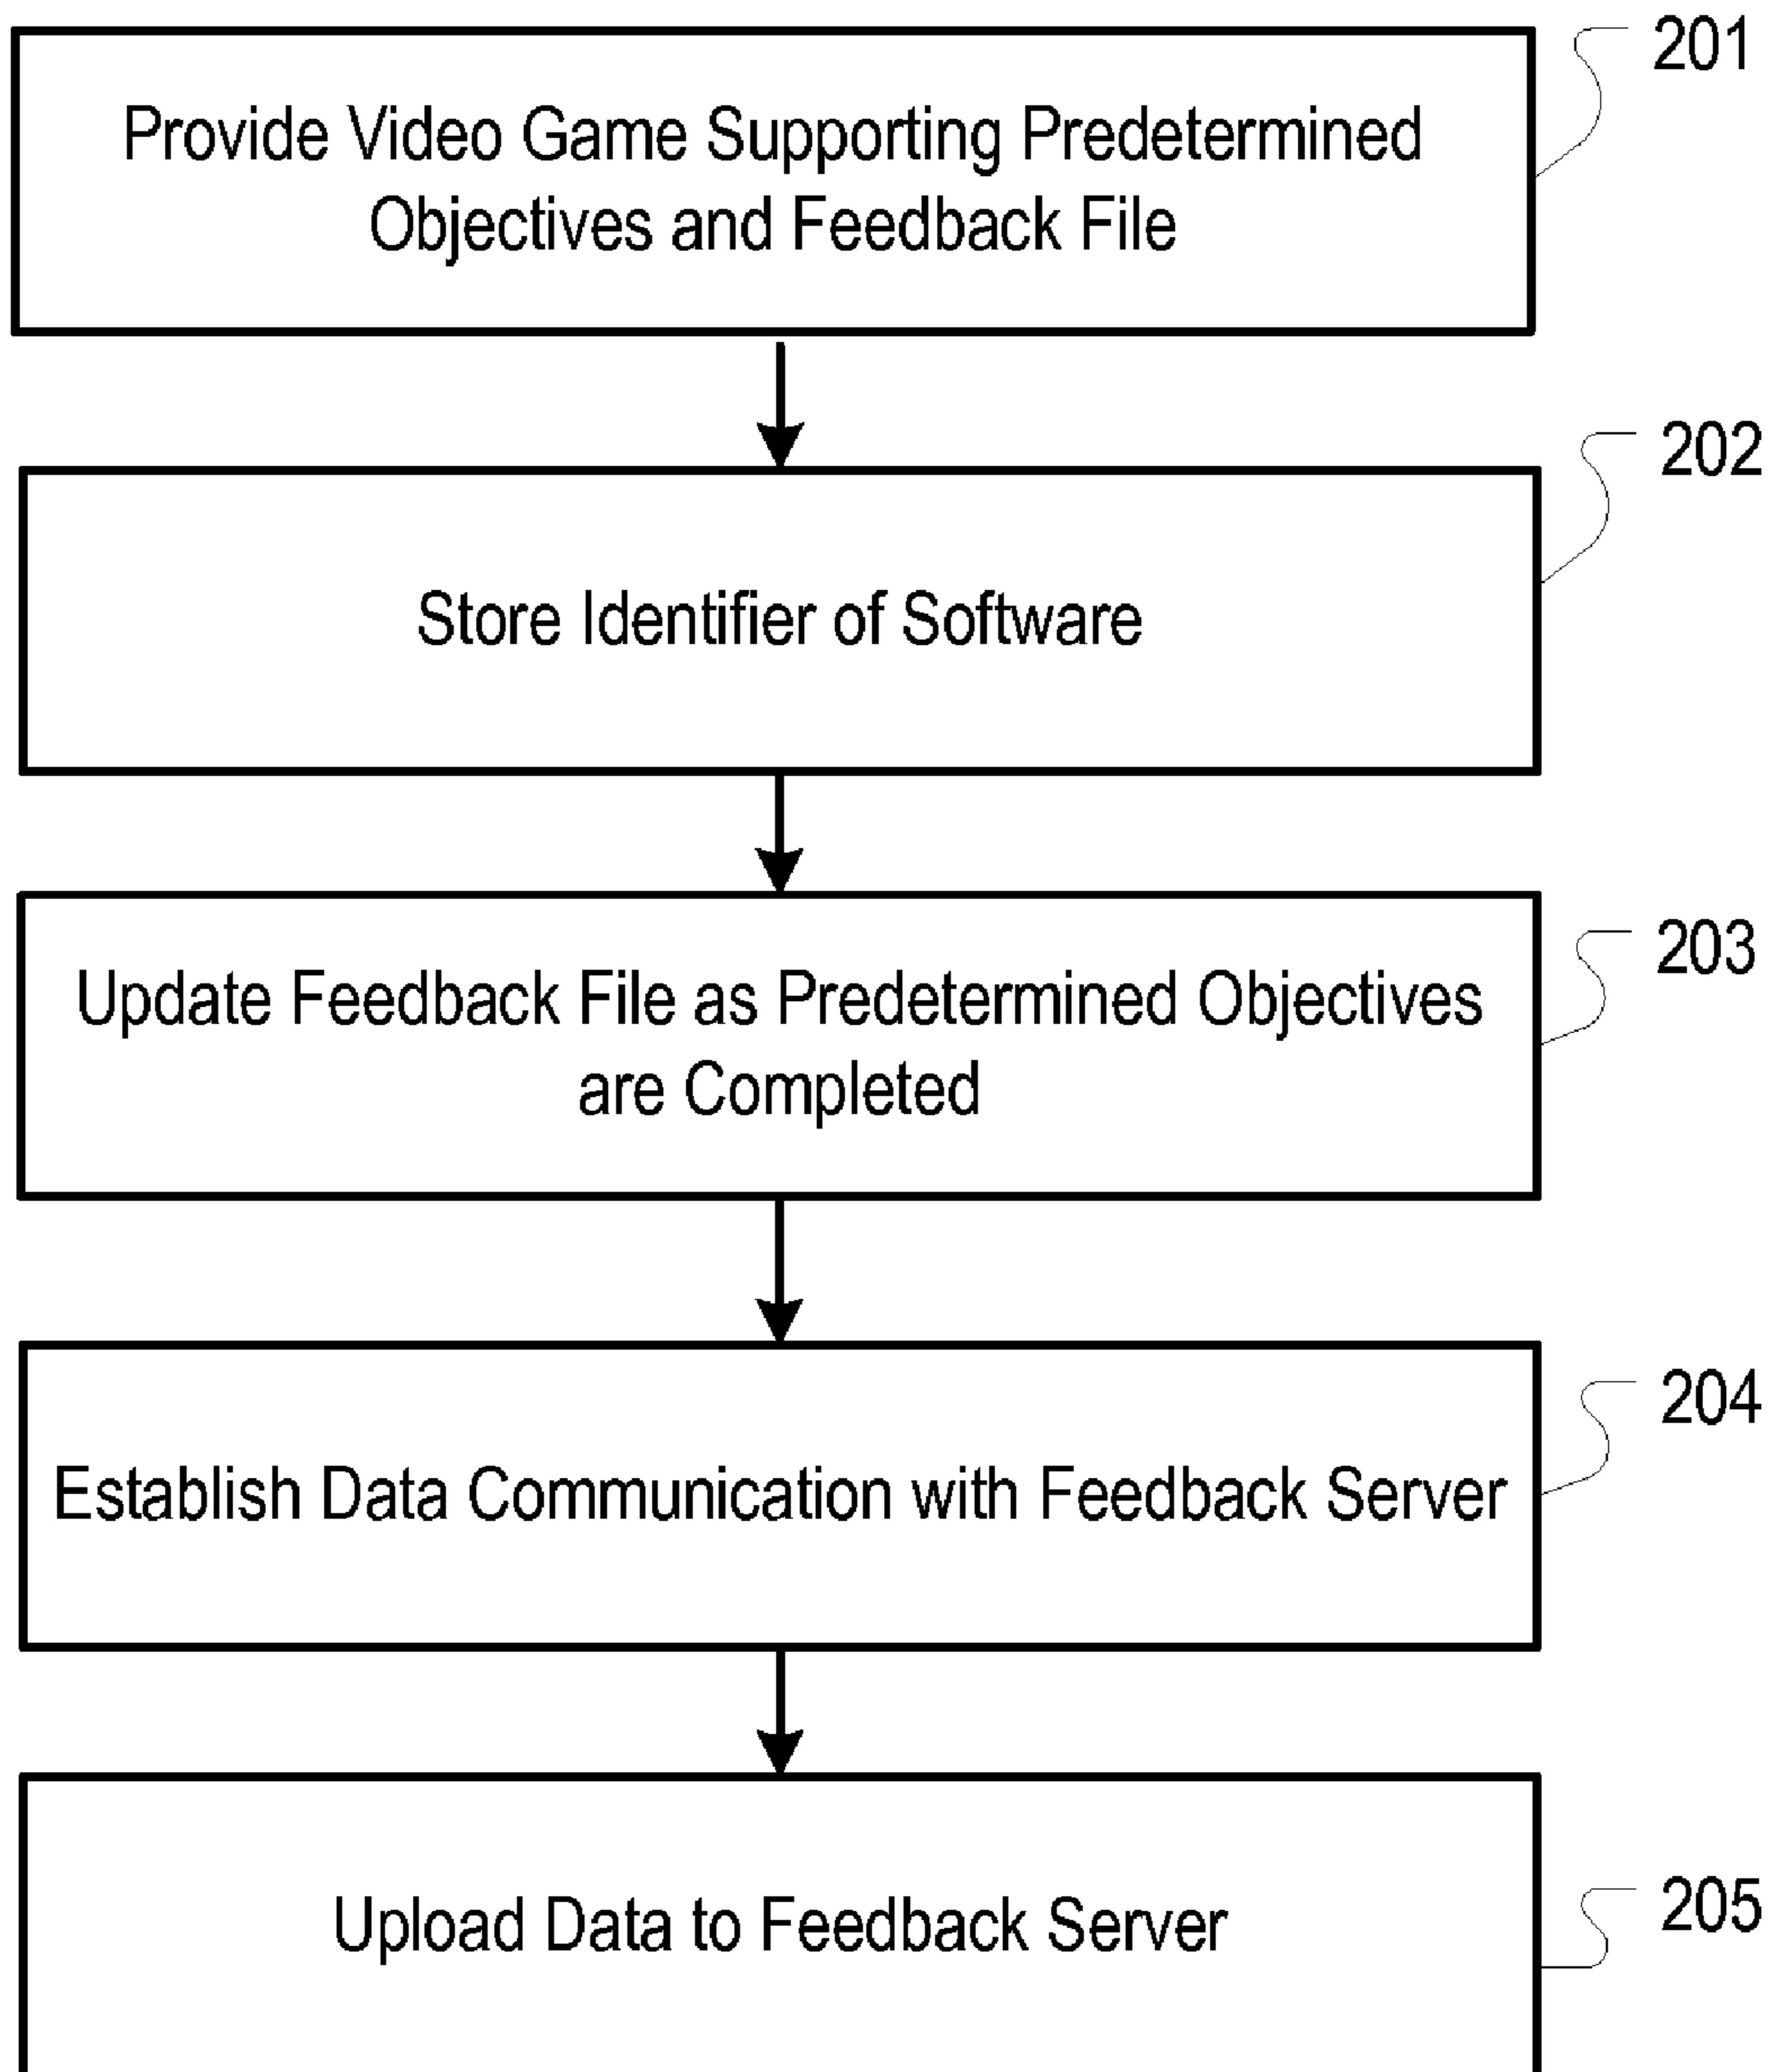 201
Provide Video Game Supporting Predetermined
Objectives and Feedback File
202
Store Identifier of Software
203
Update Feedback File as Predetermined Objectives
are Completed
204
Establish Data Communication with Feedback Server
205
Upload Data to Feedback Server